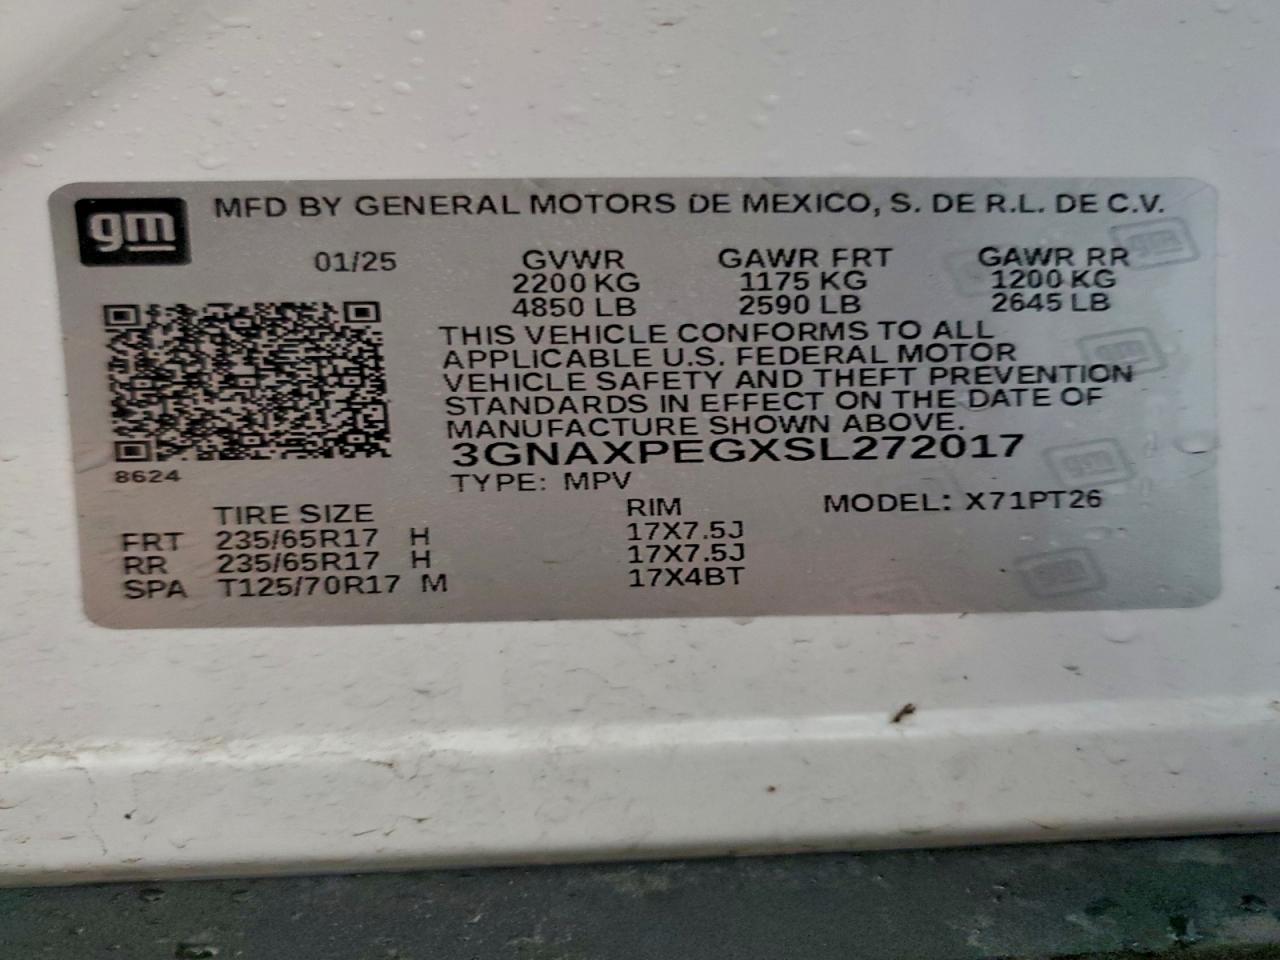 gm MFD BY GENERAL MOTORS DE MEXICO, S. DE R.L. DE C.V.
01/25 GVWR GAWR FRT GAWR RR
2200 KG 1175 KG 1200 KG
4850 LB 2590 LB 2645 LB
THIS VEHICLE CONFORMS TO ALL
APPLICABLE U.S. FEDERAL MOTOR
VEHICLE SAFETY AND THEFT PREVENTION
STANDARDS IN EFFECT ON THE DATE OF
MANUFACTURE SHOWN ABOVE.
3GNAXPEGXSL272017
8624
TYPE: MPV MODEL: X71PT26
TIRE SIZE RIM
FRT 235/65R17 H 17X7.5J
RR 235/65R17 H 17X7.5J
SPA T125/70R17 M 17X4BT